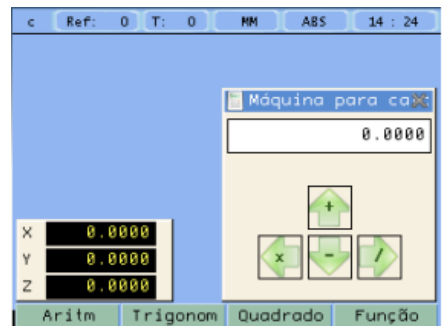 c Ref: 0 T: 0 MM ABS 14 : 24
Máquina para ca
0.0000
+
x - /
X 0.0000
Y 0.0000
Z 0.0000
Aritm Trigonom Quadrado Função